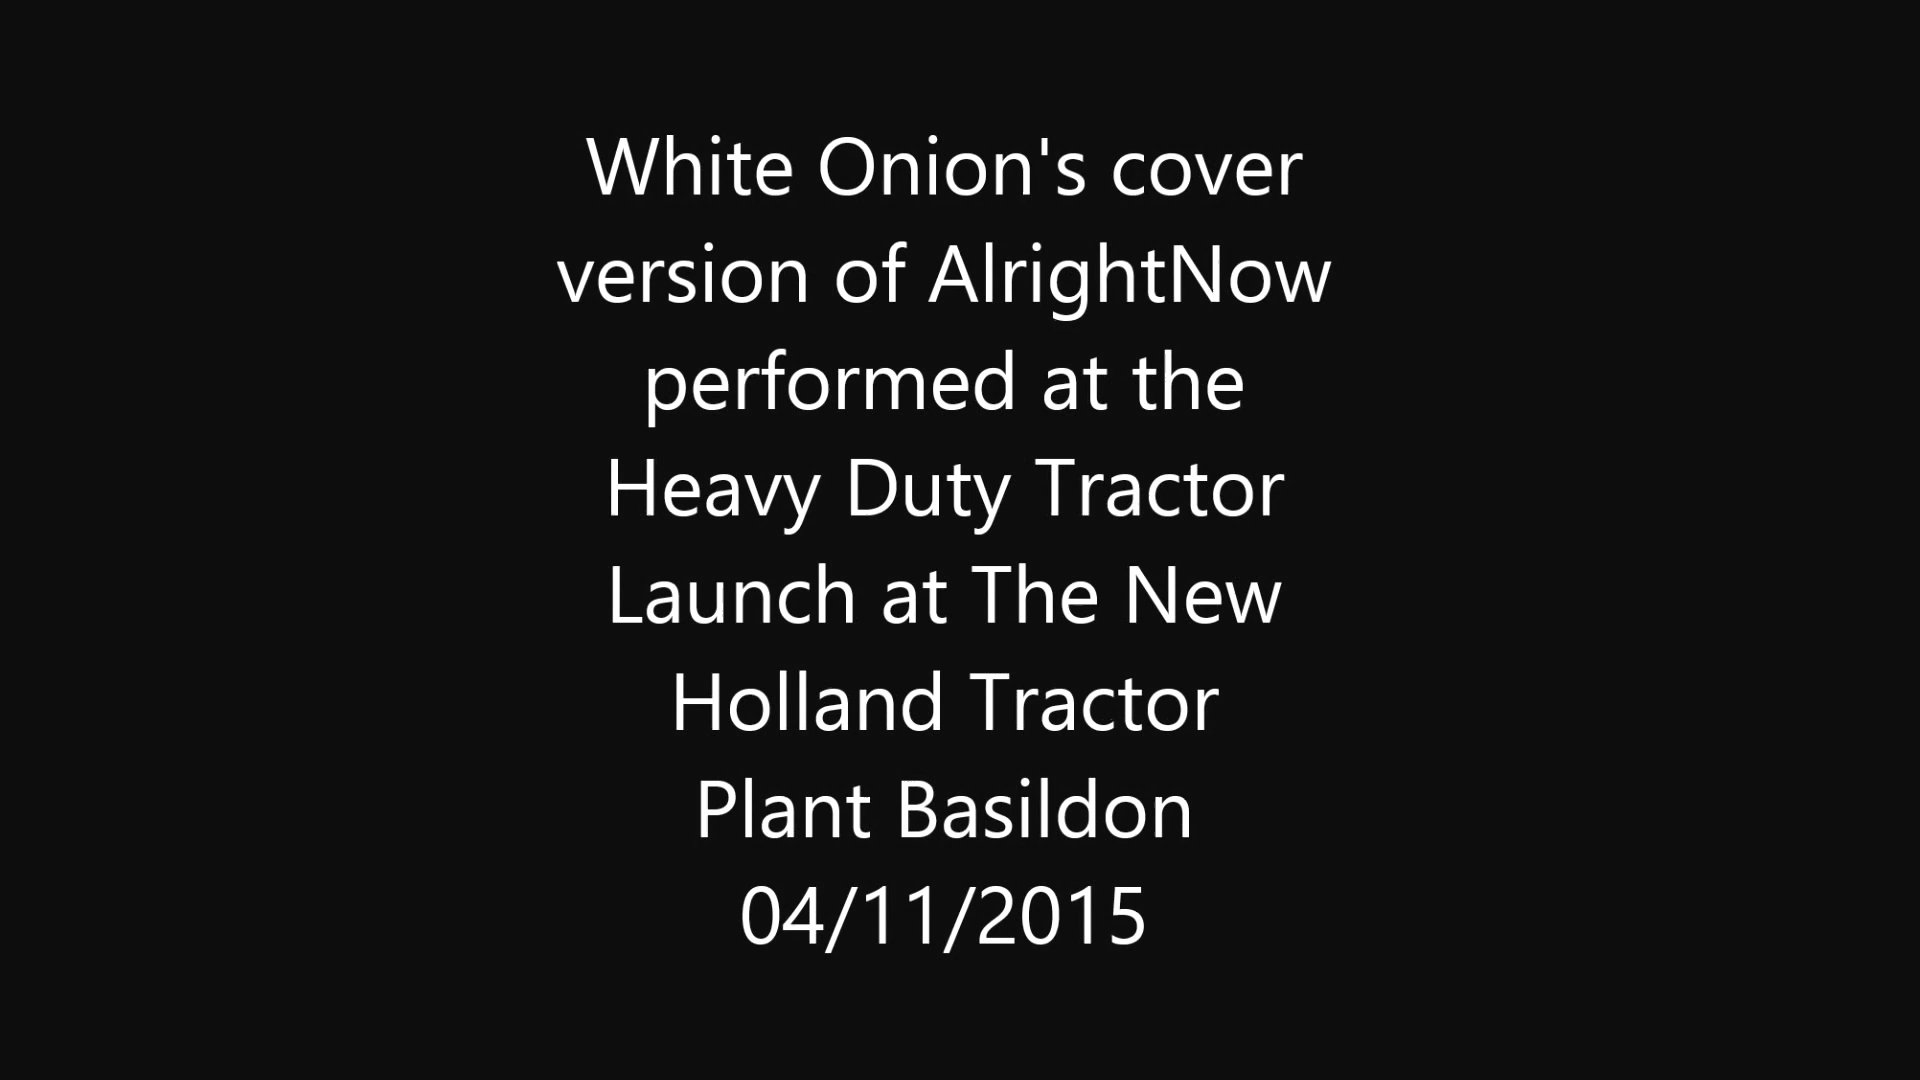 White Onion's cover
version of AlrightNow
performed at the
Heavy Duty Tractor
Launch at The New
Holland Tractor
Plant Basildon
04/11/2015